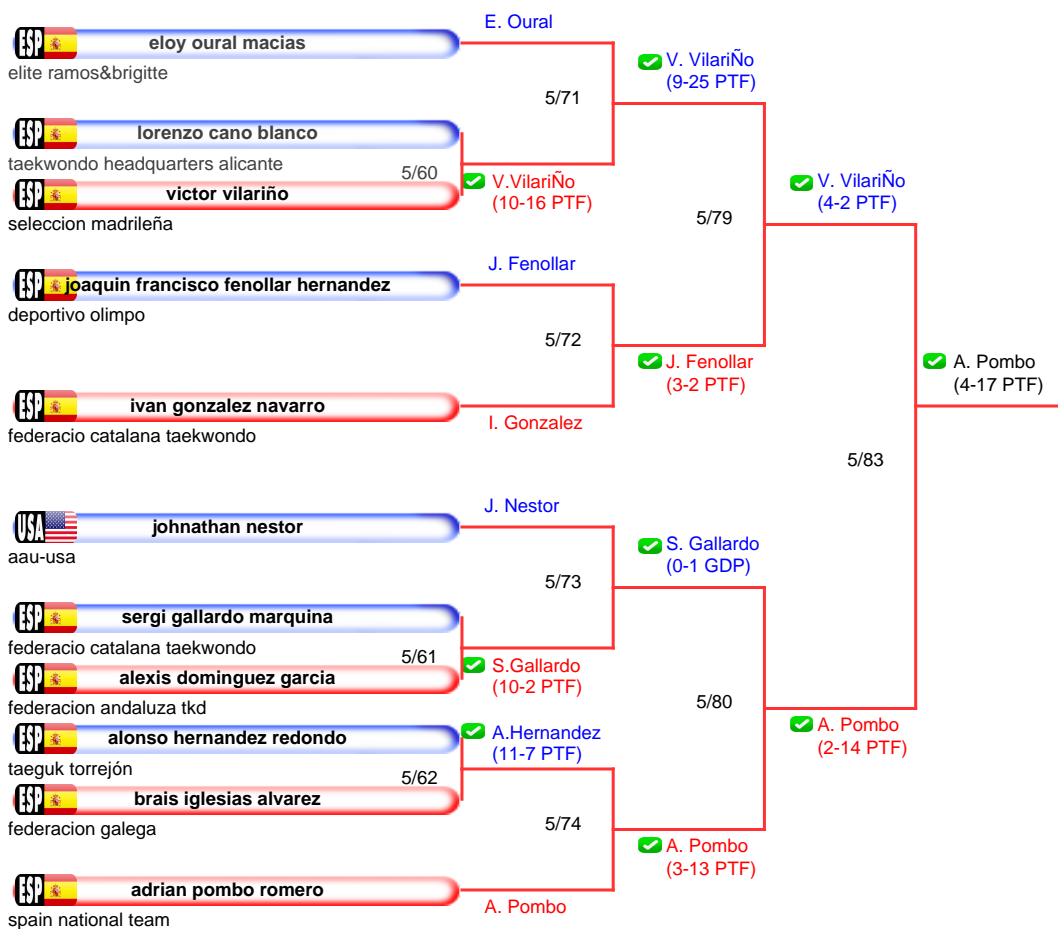 E. Oural
ESP eloy oural macias
elite ramos&brigitte
V. VilariÑo
(9-25 PTF)
5/71
ESP lorenzo cano blanco
taekwondo headquarters alicante
5/60
ESP victor vilariño
seleccion madrileña
V.VilariÑo
(10-16 PTF)
V. VilariÑo
(4-2 PTF)
5/79
J. Fenollar
ESP joaquin francisco fenollar hernandez
deportivo olimpo
5/72
J. Fenollar
(3-2 PTF)
ESP ivan gonzalez navarro
federacio catalana taekwondo
I. Gonzalez
A. Pombo
(4-17 PTF)
5/83
J. Nestor
USA johnathan nestor
aau-usa
S. Gallardo
(0-1 GDP)
5/73
ESP sergi gallardo marquina
federacio catalana taekwondo
5/61
ESP alexis dominguez garcia
federacion andaluza tkd
S.Gallardo
(10-2 PTF)
5/80
ESP alonso hernandez redondo
taeguk torrejón
A.Hernandez
(11-7 PTF)
A. Pombo
(2-14 PTF)
5/62
ESP brais iglesias alvarez
federacion galega
5/74
A. Pombo
(3-13 PTF)
ESP adrian pombo romero
spain national team
A. Pombo